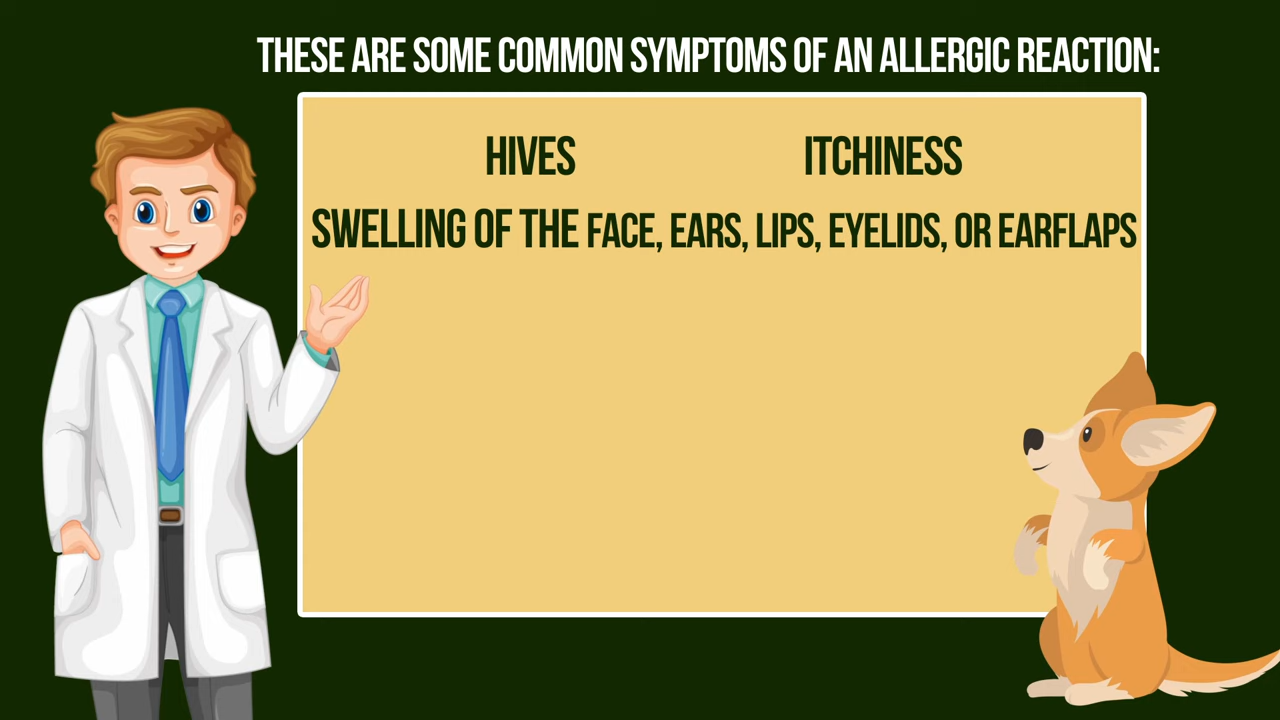 THESE ARE SOME COMMON SYMPTOMS OF AN ALLERGIC REACTION:
HIVES ITCHINESS
SWELLING OF THE FACE, EARS, LIPS, EYELIDS, OR EARFLAPS